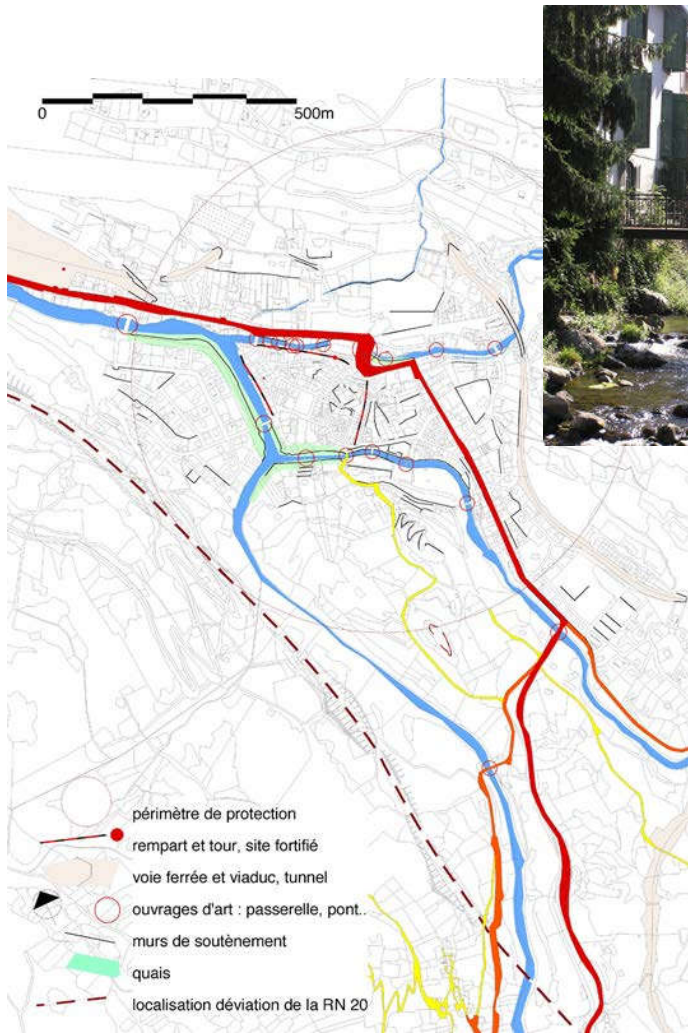 0 500m
périmètre de protection
rempart et tour, site fortifié
voie ferrée et viaduc, tunnel
ouvrages d'art : passerelle, pont..
murs de soutènement
quais
localisation déviation de la RN 20